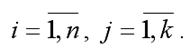 $i = \overline{1,n}, \ j = \overline{1,k}.$